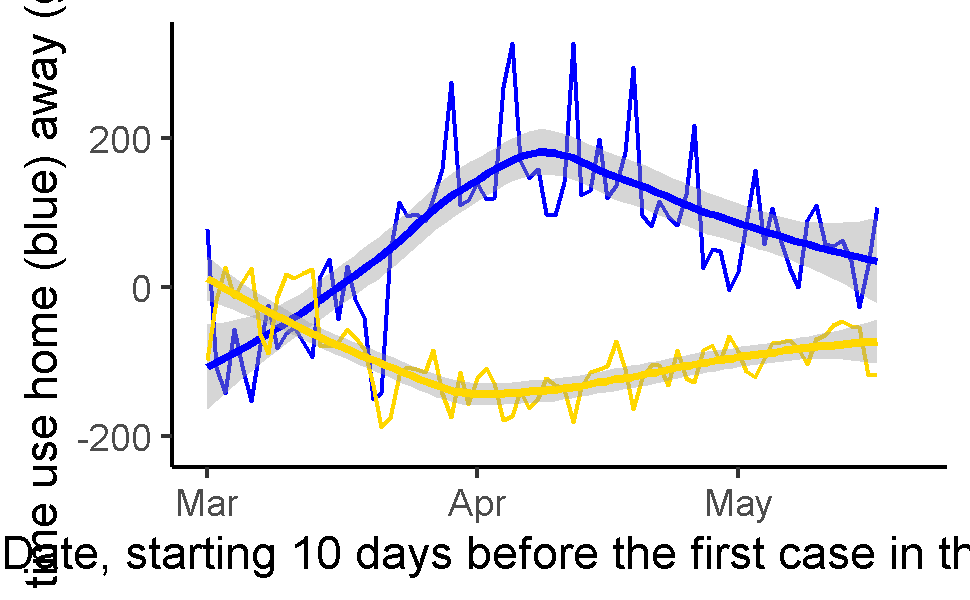 time use home (blue) away (
200
0
-200
Mar Apr May
Date, starting 10 days before the first case in th